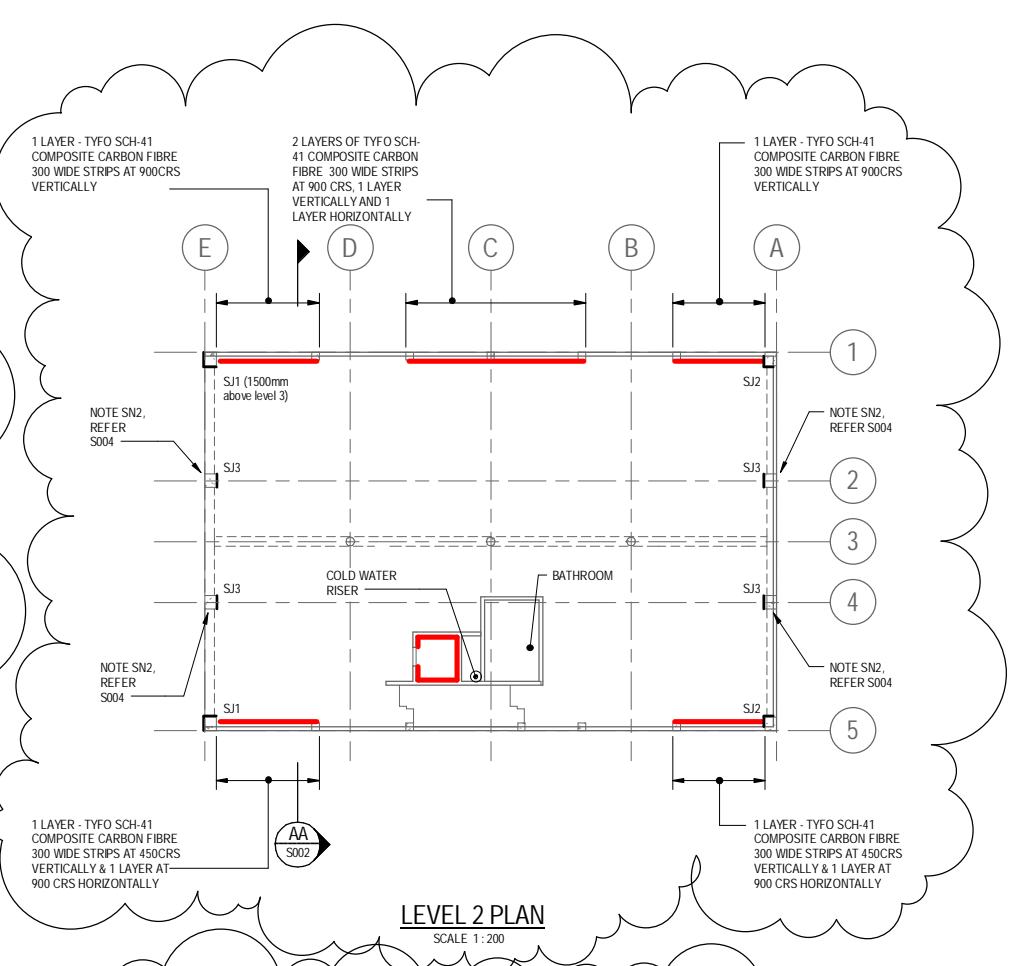 1 LAYER - TYFO SCH-41
COMPOSITE CARBON FIBRE
300 WIDE STRIPS AT 900CRS
VERTICALLY
2 LAYERS OF TYFO SCH-
41 COMPOSITE CARBON
FIBRE 300 WIDE STRIPS
AT 900 CRS, 1 LAYER
VERTICALLY AND 1
LAYER HORIZONTALLY
1 LAYER - TYFO SCH-41
COMPOSITE CARBON FIBRE
300 WIDE STRIPS AT 900CRS
VERTICALLY
E
D
C
B
A
1
SJ1 (1500mm
above level 3)
SJ2
NOTE SN2,
REFER
S004
NOTE SN2,
REFER S004
SJ3
SJ3
2
3
COLD WATER
RISER
BATHROOM
SJ3
SJ3
4
NOTE SN2,
REFER
S004
NOTE SN2,
REFER S004
SJ1
SJ2
5
1 LAYER - TYFO SCH-41
COMPOSITE CARBON FIBRE
300 WIDE STRIPS AT 450CRS
VERTICALLY & 1 LAYER AT
900 CRS HORIZONTALLY
AA
S002
1 LAYER - TYFO SCH-41
COMPOSITE CARBON FIBRE
300 WIDE STRIPS AT 450CRS
VERTICALLY & 1 LAYER AT
900 CRS HORIZONTALLY
LEVEL 2 PLAN
SCALE 1 : 200